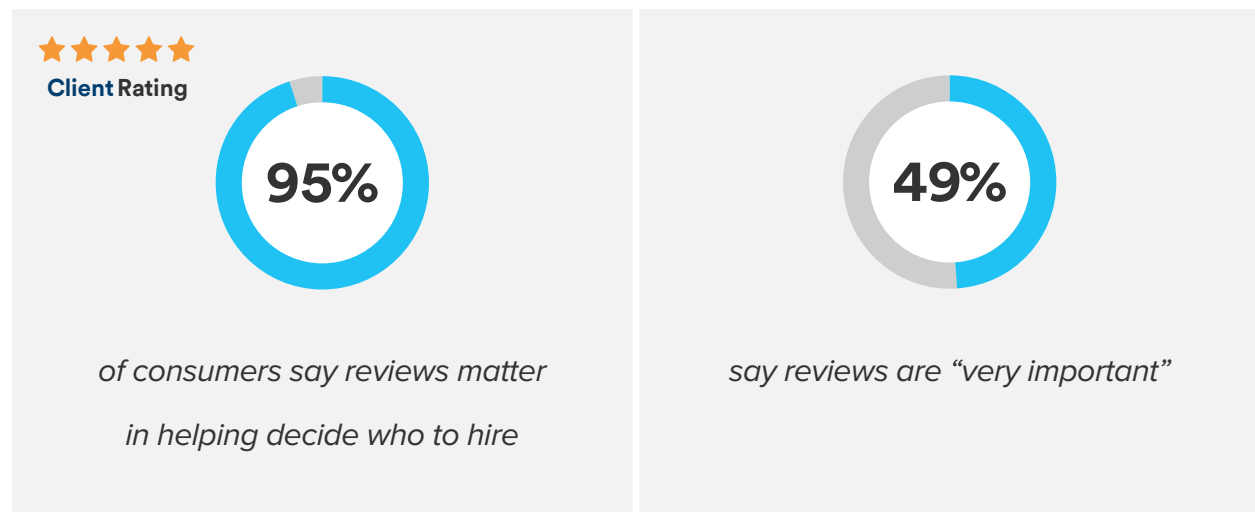 Client Rating
95%
of consumers say reviews matter
in helping decide who to hire
49%
say reviews are “very important”